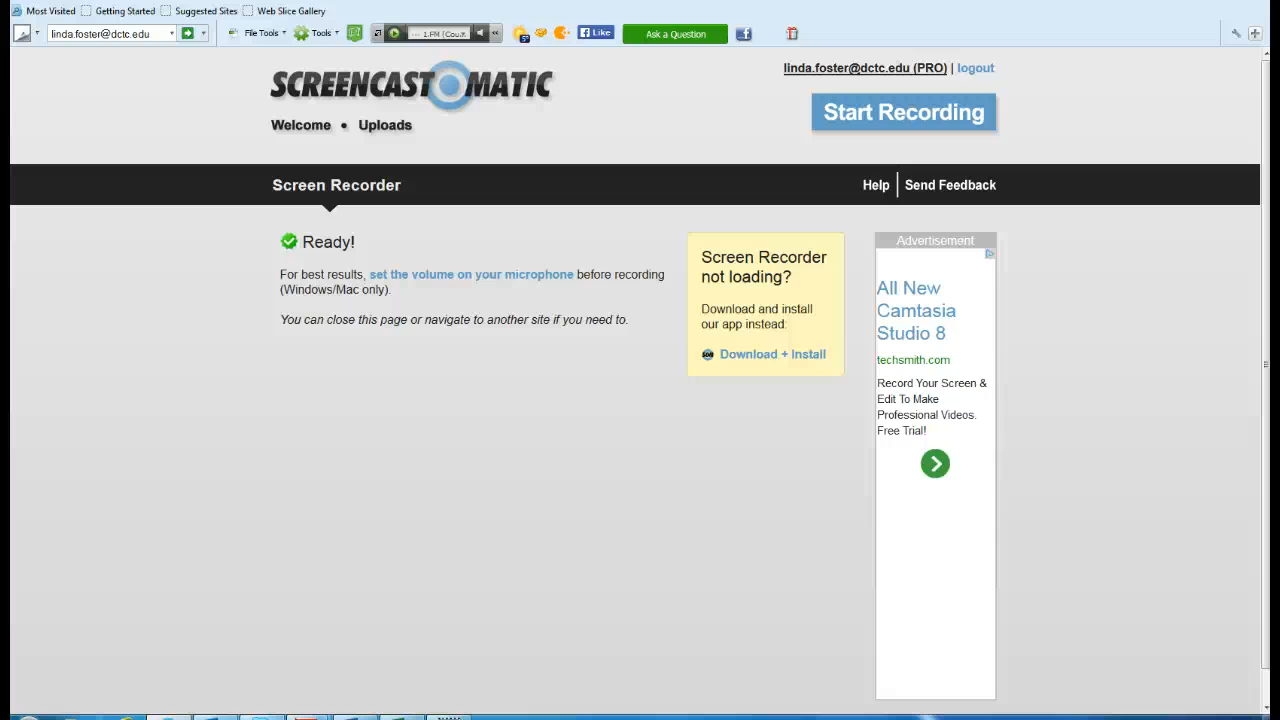 Most Visited Getting Started Suggested Sites Web Slice Gallery
linda.foster@dctc.edu File Tools Tools 1.FM (Cou... Like Ask a Question
SCREENCAST MATIC
linda.foster@dctc.edu (PRO) | logout
Start Recording
Welcome • Uploads
Screen Recorder
Help
Send Feedback
Ready!
For best results, set the volume on your microphone before recording
(Windows/Mac only).
You can close this page or navigate to another site if you need to.
Screen Recorder
not loading?
Download and install
our app instead:
Download + Install
Advertisement
All New
Camtasia
Studio 8
techsmith.com
Record Your Screen &
Edit To Make
Professional Videos.
Free Trial!